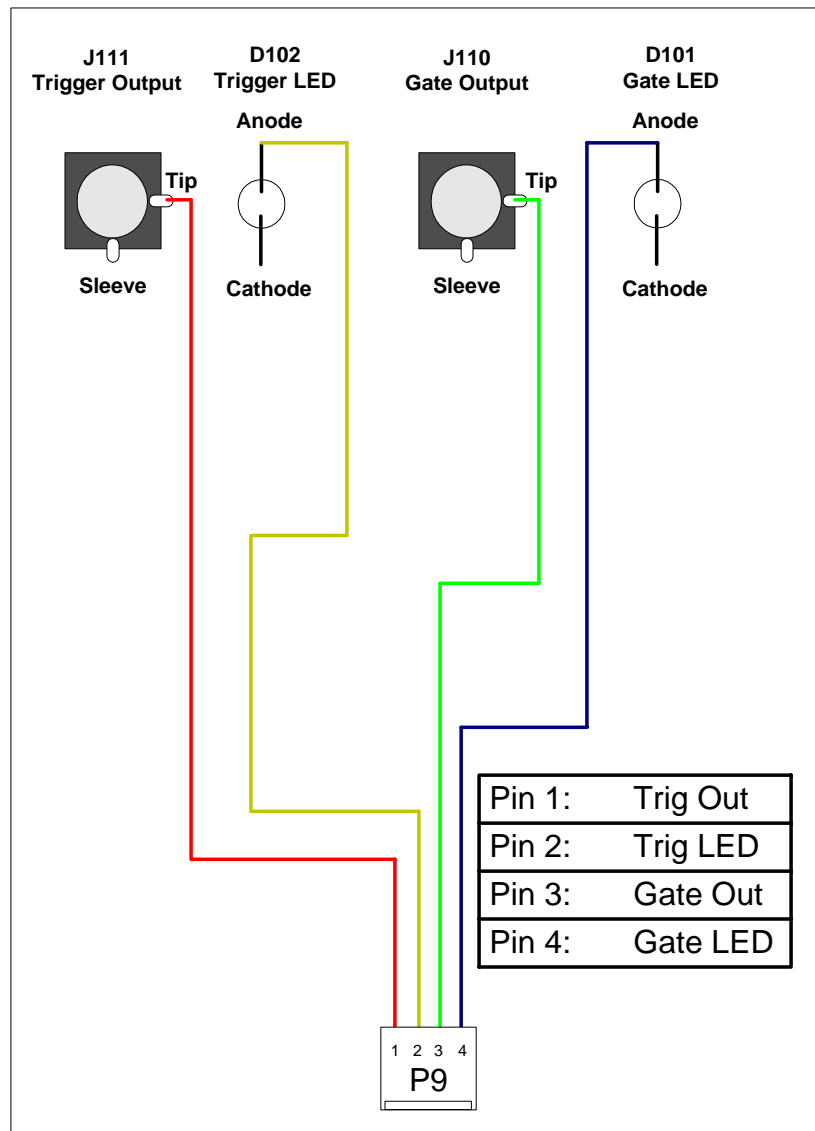 J111
Trigger Output
D102
Trigger LED
J110
Gate Output
D101
Gate LED
Anode
Anode
Tip
Tip
Sleeve
Cathode
Sleeve
Cathode
Pin 1: Trig Out
Pin 2: Trig LED
Pin 3: Gate Out
Pin 4: Gate LED
1 2 3 4
P9